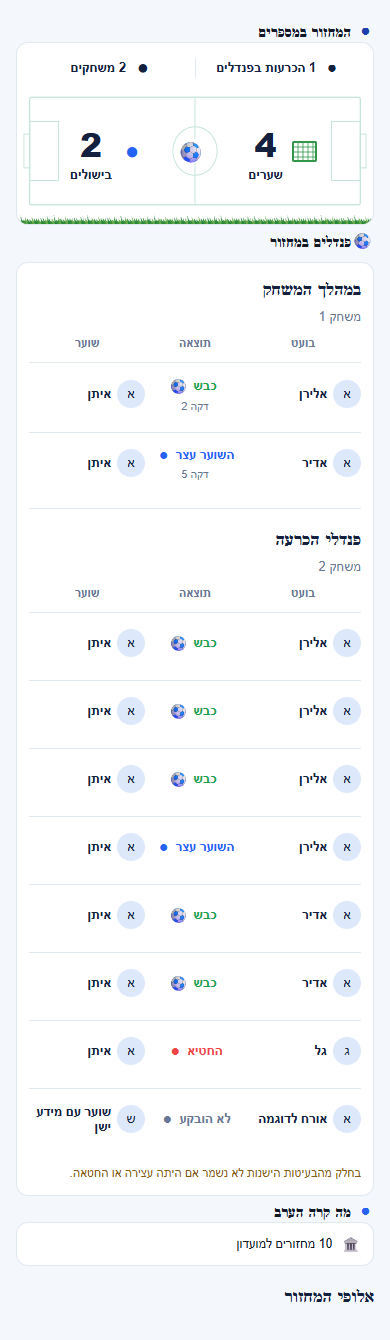 המחזור במספרים
1 הכרעות בפנדלים
2 משחקים
4
שערים
2
בישולים
פנדלים במחזור
במהלך המשחק
משחק 1
בועט תוצאה שוער
א אלירן כבש א איתן
דקה 2
א אדיר השוער עצר א איתן
דקה 5
פנדלי הכרעה
משחק 2
בועט תוצאה שוער
א אלירן כבש א איתן
א אלירן כבש א איתן
א אלירן כבש א איתן
א אלירן השוער עצר א איתן
א אדיר כבש א איתן
א אדיר כבש א איתן
ג גל החטיא א איתן
א אורח לדוגמה לא הובקע ש שוער עם מידע
ישן
בחלק מהבעיטות הישנות לא נשמר אם היתה עצירה או החטאה.
מה קרה הערב
10 מחזורים למועדון
אלופי המחזור